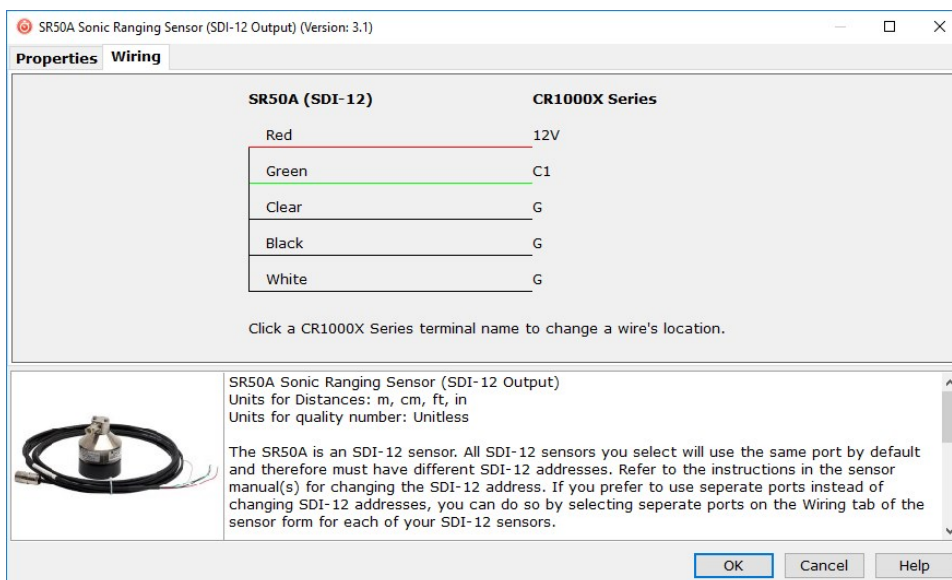 SR50A Sonic Ranging Sensor (SDI-12 Output) (Version: 3.1)
Properties Wiring
SR50A (SDI-12) CR1000X Series
Red 12V
Green C1
Clear G
Black G
White G
Click a CR1000X Series terminal name to change a wire's location.
SR50A Sonic Ranging Sensor (SDI-12 Output)
Units for Distances: m, cm, ft, in
Units for quality number: Unitless
The SR50A is an SDI-12 sensor. All SDI-12 sensors you select will use the same port by default
and therefore must have different SDI-12 addresses. Refer to the instructions in the sensor
manual(s) for changing the SDI-12 address. If you prefer to use seperate ports instead of
changing SDI-12 addresses, you can do so by selecting seperate ports on the Wiring tab of the
sensor form for each of your SDI-12 sensors.
OK Cancel Help